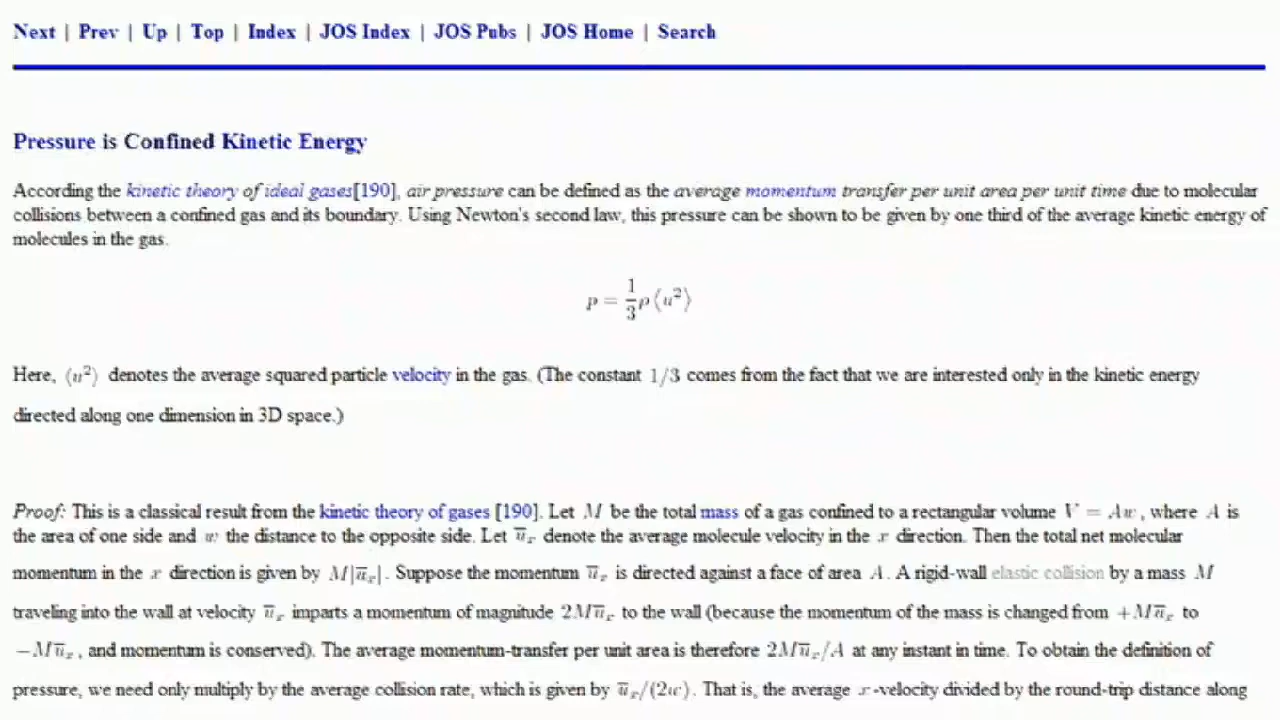 Next | Prev | Up | Top | Index | JOS Index | JOS Pubs | JOS Home | Search
Pressure is Confined Kinetic Energy
According the kinetic theory of ideal gases[190], air pressure can be defined as the average momentum transfer per unit area per unit time due to molecular
collisions between a confined gas and its boundary. Using Newton's second law, this pressure can be shown to be given by one third of the average kinetic energy of
molecules in the gas.
p = 1/3 ρ⟨u²⟩
Here, ⟨u²⟩ denotes the average squared particle velocity in the gas. (The constant 1/3 comes from the fact that we are interested only in the kinetic energy
directed along one dimension in 3D space.)
Proof: This is a classical result from the kinetic theory of gases [190]. Let M be the total mass of a gas confined to a rectangular volume V = Aw, where A is
the area of one side and w the distance to the opposite side. Let u̅ₓ denote the average molecule velocity in the x direction. Then the total net molecular
momentum in the x direction is given by M|u̅ₓ|. Suppose the momentum u̅ₓ is directed against a face of area A. A rigid-wall elastic collision by a mass M
traveling into the wall at velocity u̅ₓ imparts a momentum of magnitude 2Mu̅ₓ to the wall (because the momentum of the mass is changed from +Mu̅ₓ to
−Mu̅ₓ, and momentum is conserved). The average momentum-transfer per unit area is therefore 2Mu̅ₓ/A at any instant in time. To obtain the definition of
pressure, we need only multiply by the average collision rate, which is given by u̅ₓ/(2w). That is, the average x-velocity divided by the round-trip distance along